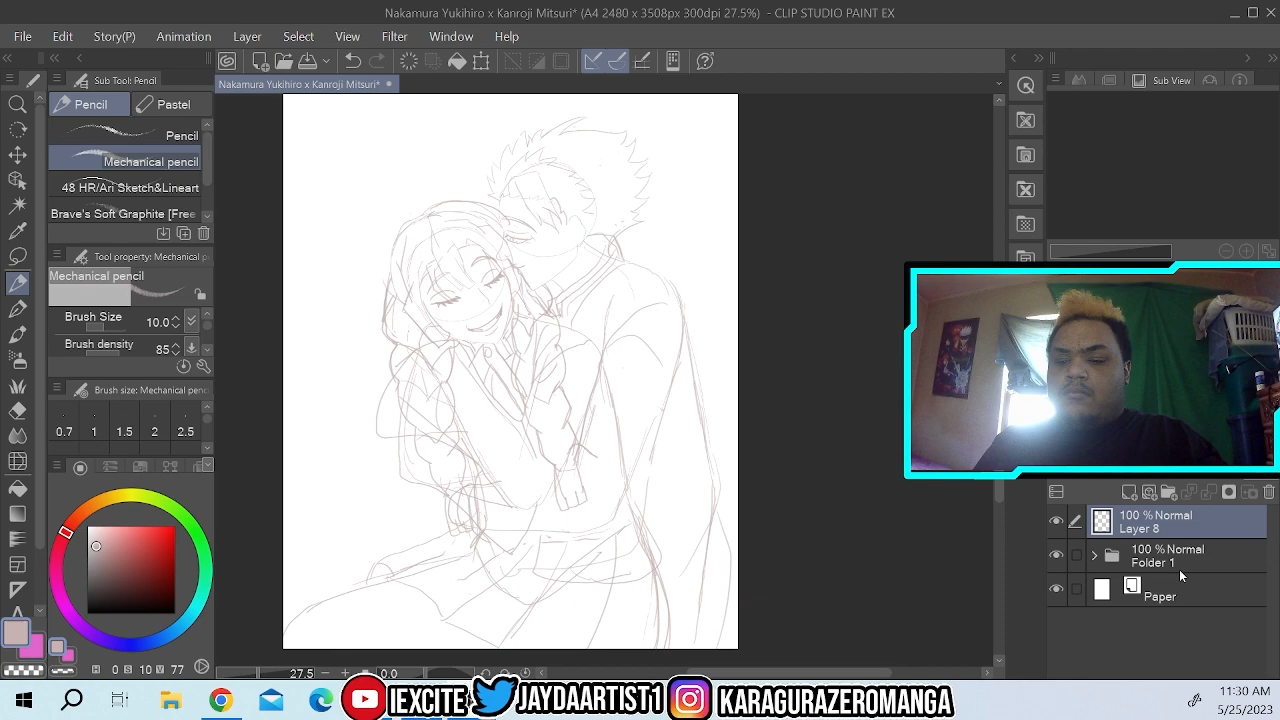 Nakamura Yukihiro x Kanroji Mitsuri* (A4 2480 x 3508px 300dpi 27.5%) - CLIP STUDIO PAINT EX
File Edit Story(P) Animation Layer Select View Filter Window Help
Sub Tool Pencil
Nakamura Yukihiro x Kanroji Mitsuri*
Sub View
Pencil Pastel
Pencil
Mechanical pencil
48 HR/Art Sketch&Lineart
Brave's Soft Graphite [Free
Tool property Mechanical p
Mechanical pencil
Brush Size 10.0
Brush density 85
Brush size: Mechanical penc
0.7 1 1.5 2 2.5
100 % Normal
Layer 8
100 % Normal
Folder 1
Paper
H 0 S 10 V 77
27.5 0.0
IEXCITE JAYDAARTIST1 KARAGURAZEROMANGA
11:30 AM
5/25/2023